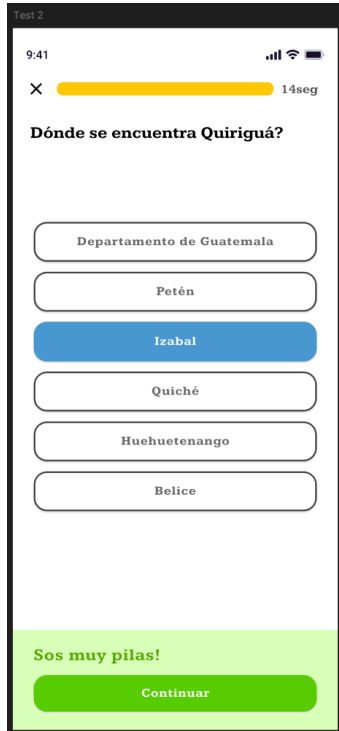 Test 2
9:41
14seg
Dónde se encuentra Quiriguá?
Departamento de Guatemala
Petén
Izabal
Quiché
Huehuetenango
Belice
Sos muy pilas!
Continuar